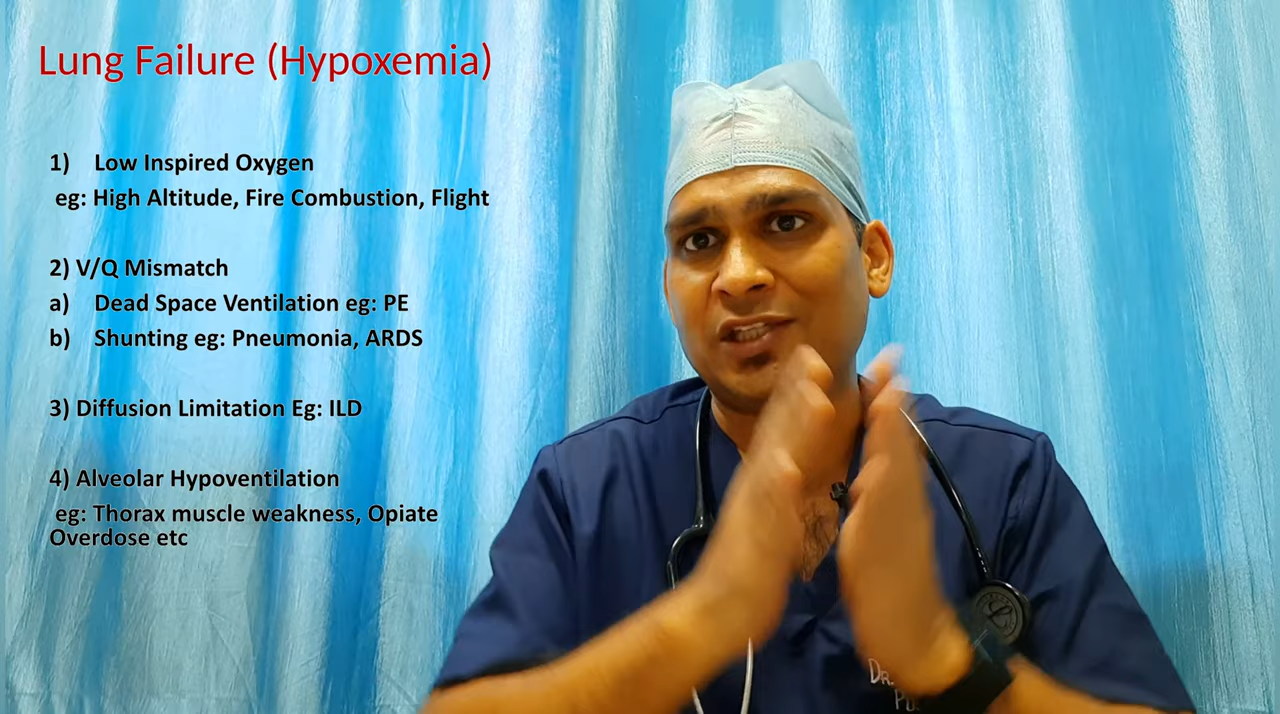 Lung Failure (Hypoxemia)
1) Low Inspired Oxygen
eg: High Altitude, Fire Combustion, Flight
2) V/Q Mismatch
a) Dead Space Ventilation eg: PE
b) Shunting eg: Pneumonia, ARDS
3) Diffusion Limitation Eg: ILD
4) Alveolar Hypoventilation
eg: Thorax muscle weakness, Opiate
Overdose etc
DR.